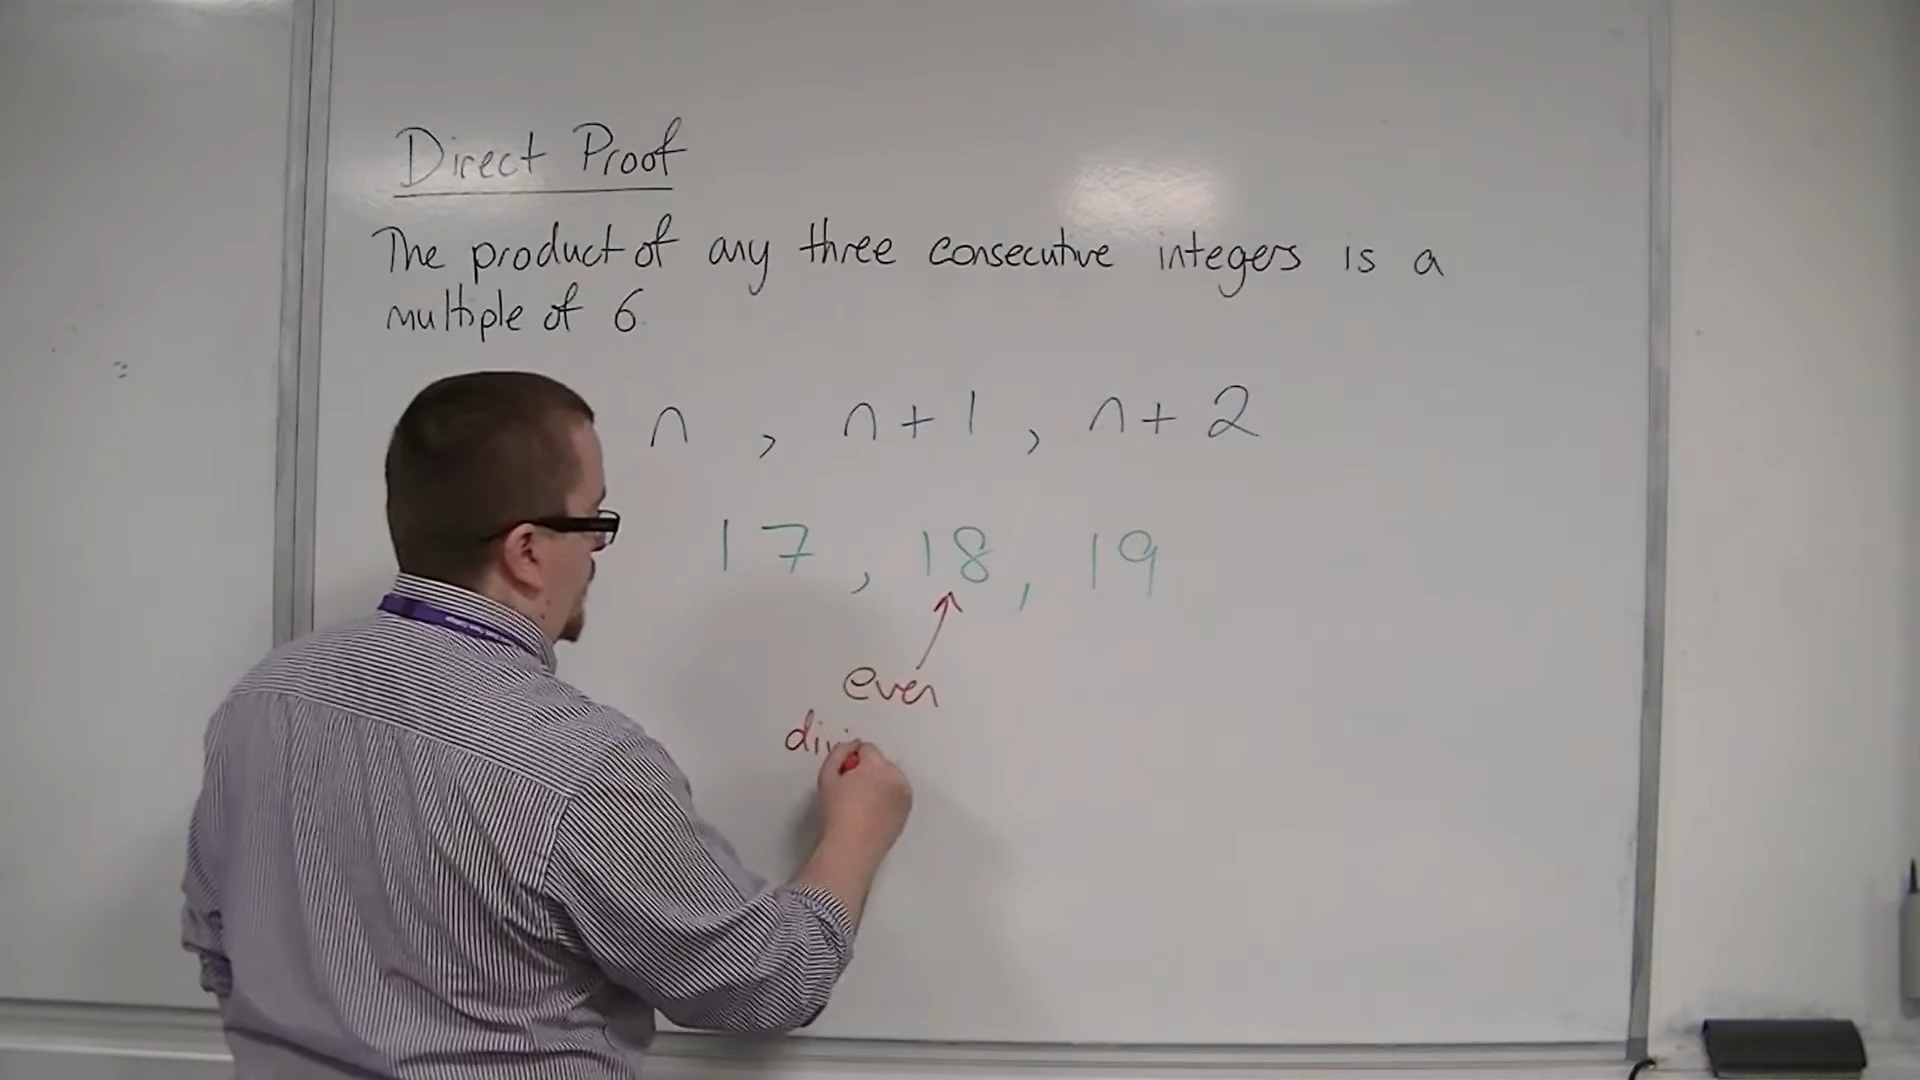 Direct Proof
The product of any three consecutive integers is a
multiple of 6
n , n+1 , n+2
17 , 18 , 19
even